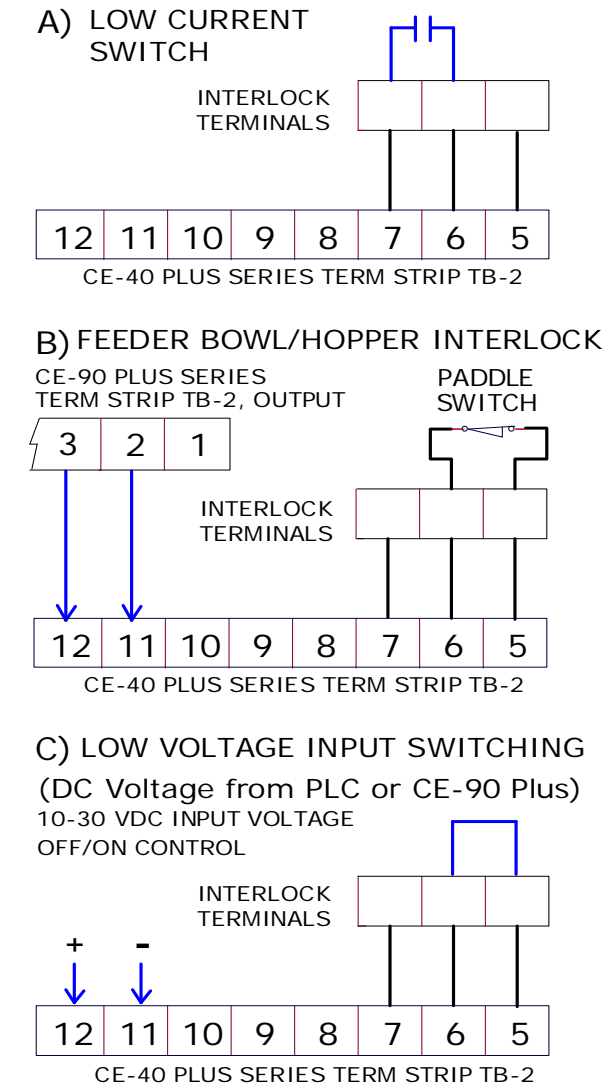 A) LOW CURRENT
SWITCH
INTERLOCK
TERMINALS
12 11 10 9 8 7 6 5
CE-40 PLUS SERIES TERM STRIP TB-2
B) FEEDER BOWL/HOPPER INTERLOCK
CE-90 PLUS SERIES
TERM STRIP TB-2, OUTPUT
PADDLE
SWITCH
3 2 1
INTERLOCK
TERMINALS
12 11 10 9 8 7 6 5
CE-40 PLUS SERIES TERM STRIP TB-2
C) LOW VOLTAGE INPUT SWITCHING
(DC Voltage from PLC or CE-90 Plus)
10-30 VDC INPUT VOLTAGE
OFF/ON CONTROL
INTERLOCK
TERMINALS
+ -
12 11 10 9 8 7 6 5
CE-40 PLUS SERIES TERM STRIP TB-2